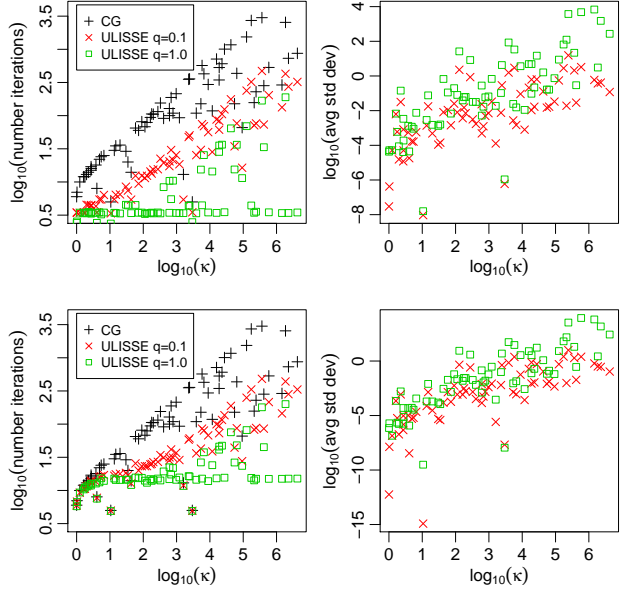 log10(number iterations)
0.5 1.5 2.5 3.5
CG
ULISSE q=0.1
ULISSE q=1.0
0 1 2 3 4 5 6
log10(κ)
log10(avg std dev)
−8 −6 −4 −2 0 2 4
0 1 2 3 4 5 6
log10(κ)
log10(number iterations)
0.5 1.5 2.5 3.5
CG
ULISSE q=0.1
ULISSE q=1.0
0 1 2 3 4 5 6
log10(κ)
log10(avg std dev)
−15 −10 −5 0
0 1 2 3 4 5 6
log10(κ)